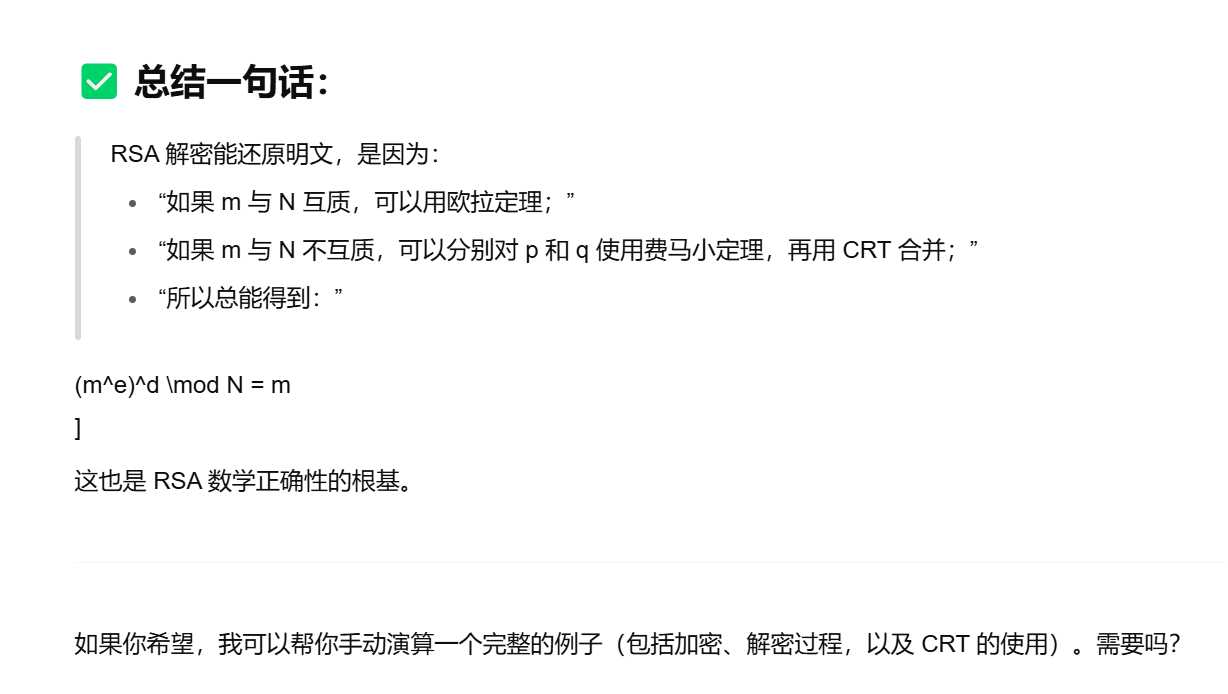 ✅ 总结一句话：
RSA 解密能还原明文，是因为：
• “如果 m 与 N 互质，可以用欧拉定理；”
• “如果 m 与 N 不互质，可以分别对 p 和 q 使用费马小定理，再用 CRT 合并；”
• “所以总能得到：”
(m^e)^d \mod N = m
]
这也是 RSA 数学正确性的根基。
如果你希望，我可以帮你手动演算一个完整的例子（包括加密、解密过程，以及 CRT 的使用）。需要吗？